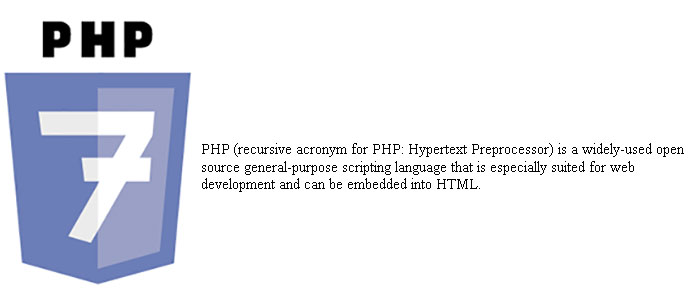 PHP
7
PHP (recursive acronym for PHP: Hypertext Preprocessor) is a widely-used open
source general-purpose scripting language that is especially suited for web
development and can be embedded into HTML.